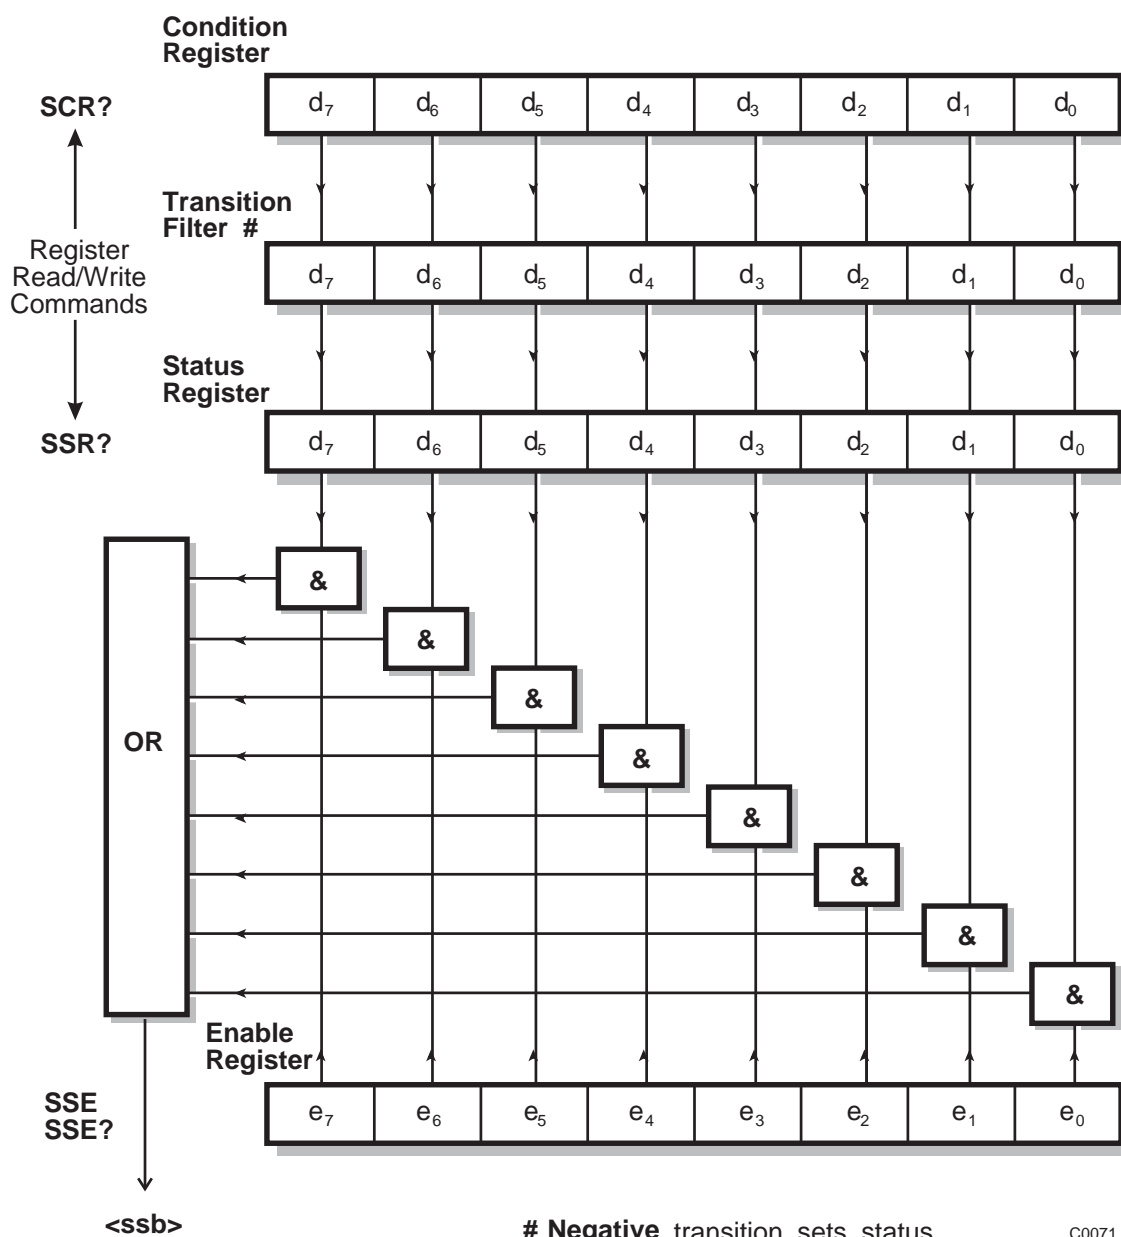 Condition
Register
SCR?
d7 d6 d5 d4 d3 d2 d1 d0
Transition
Filter #
Register
Read/Write
Commands
d7 d6 d5 d4 d3 d2 d1 d0
Status
Register
SSR?
d7 d6 d5 d4 d3 d2 d1 d0
&
&
&
&
&
&
&
&
OR
Enable
Register
SSE
SSE?
e7 e6 e5 e4 e3 e2 e1 e0
<ssb>
# Negative transition sets status
C0071